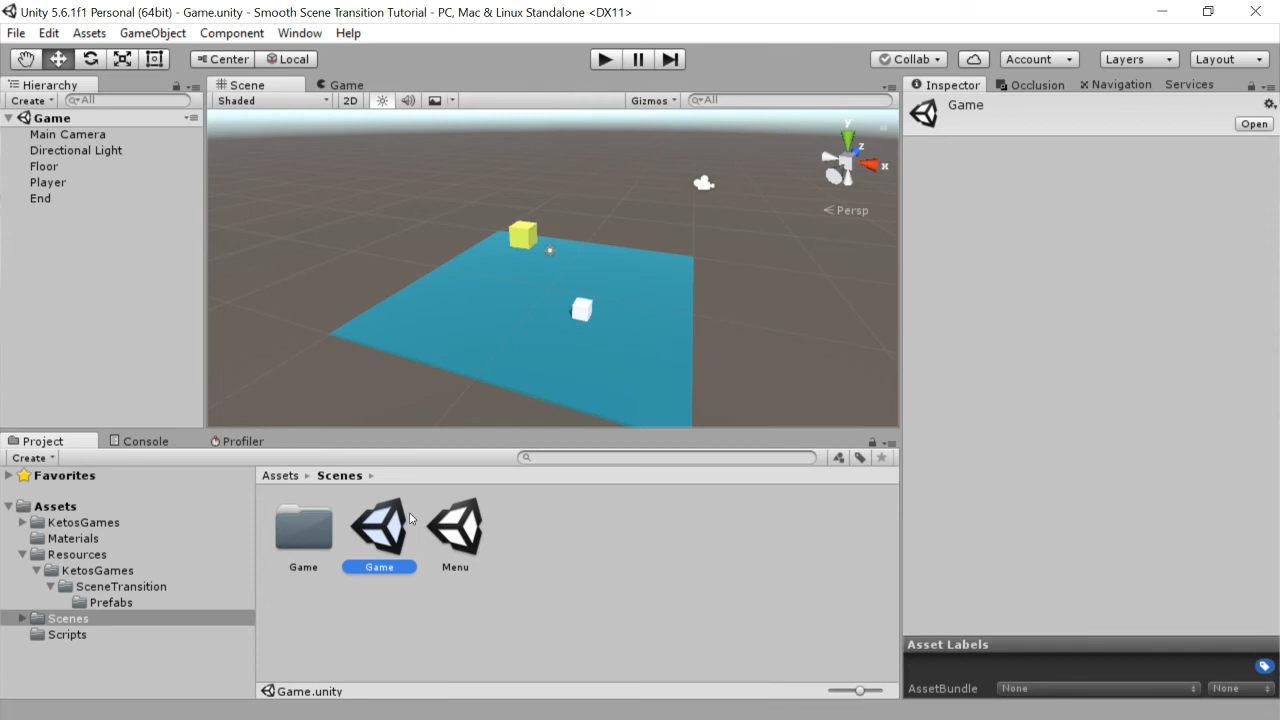 Unity 5.6.1f1 Personal (64bit) - Game.unity - Smooth Scene Transition Tutorial - PC, Mac & Linux Standalone <DX11>
File Edit Assets GameObject Component Window Help
Center Local Collab Account Layers Layout
Hierarchy Scene Game Inspector Occlusion Navigation Services
Create All Shaded 2D Gizmos All Game
Open
Game
Main Camera
Directional Light
Floor
Player
End
y
z
x
Persp
Project Console Profiler
Create
Favorites
Assets
KetosGames
Materials
Resources
KetosGames
SceneTransition
Prefabs
Scenes
Scripts
Assets Scenes
Game Game Menu
Game.unity
Asset Labels
AssetBundle None None